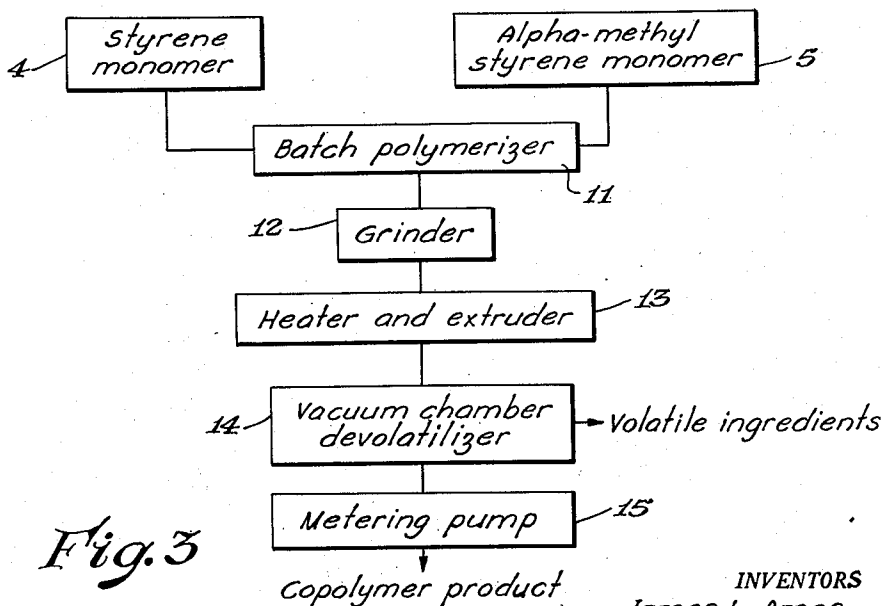 Styrene
monomer
4
Alpha-methyl
styrene monomer
5
Batch polymerizer
11
12
Grinder
Heater and extruder
13
14
Vacuum chamber
devolatilizer
Volatile ingredients
Metering pump
15
Fig. 3
Copolymer product
INVENTORS